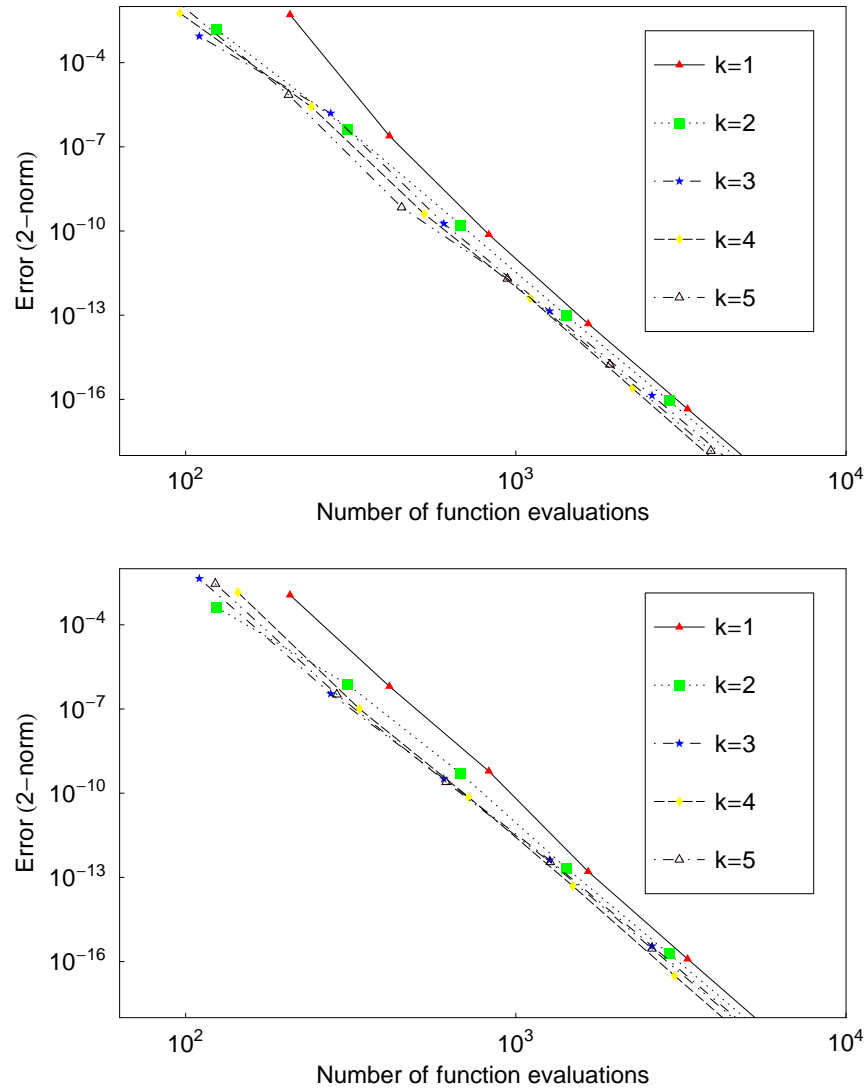 10^−4
10^−7
10^−10
10^−13
10^−16
Error (2−norm)
10^2
10^3
10^4
Number of function evaluations
k=1
k=2
k=3
k=4
k=5
10^−4
10^−7
10^−10
10^−13
10^−16
Error (2−norm)
10^2
10^3
10^4
Number of function evaluations
k=1
k=2
k=3
k=4
k=5